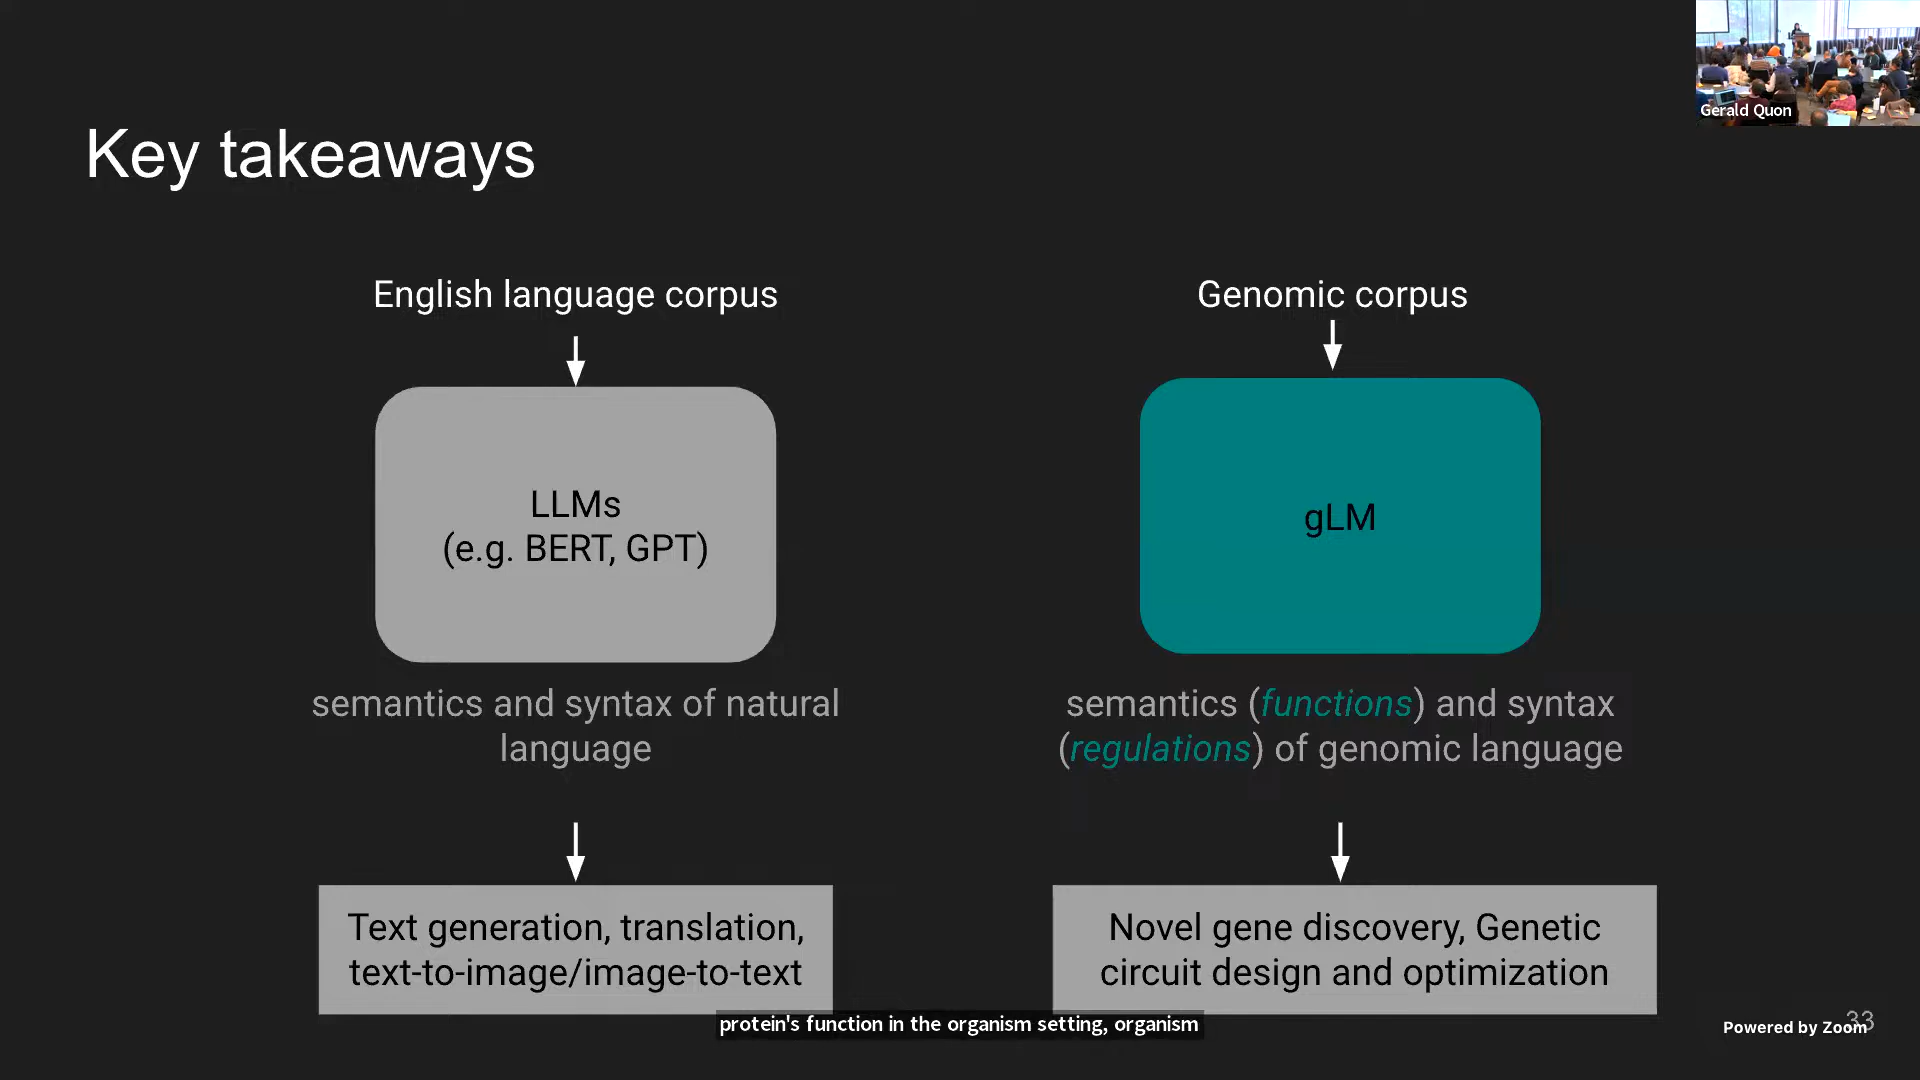 Gerald Quon
Key takeaways
English language corpus
LLMs
(e.g. BERT, GPT)
semantics and syntax of natural
language
Text generation, translation,
text-to-image/image-to-text
Genomic corpus
gLM
semantics (functions) and syntax
(regulations) of genomic language
Novel gene discovery, Genetic
circuit design and optimization
protein's function in the organism setting, organism
33
Powered by Zoom